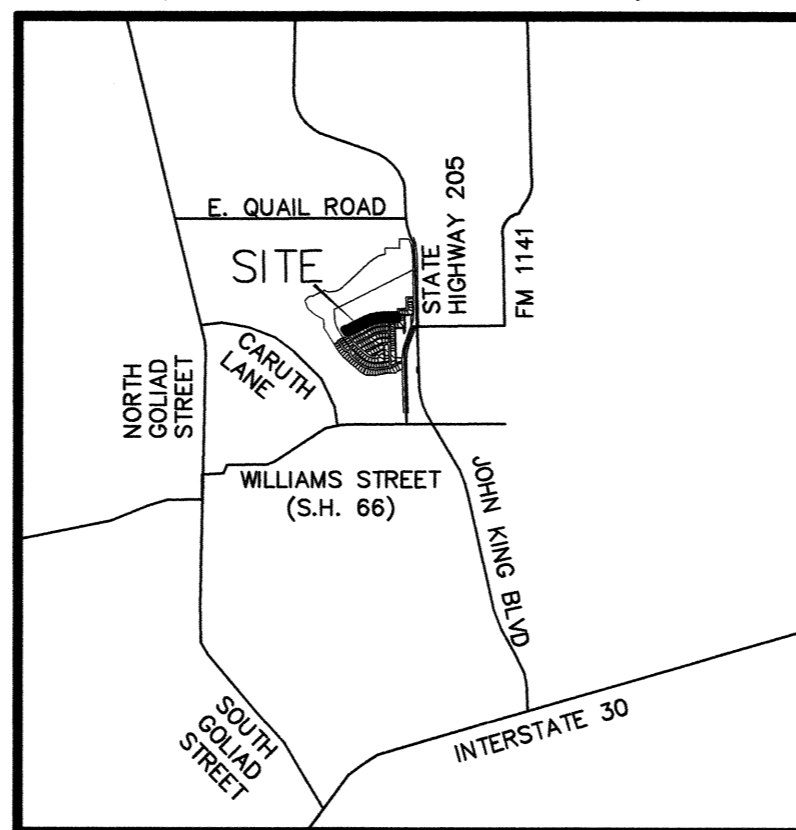 E. QUAIL ROAD
STATE
HIGHWAY 205
FM 1141
SITE
CARUTH
LANE
NORTH
GOLIAD
STREET
WILLIAMS STREET
(S.H. 66)
JOHN KING BLVD
SOUTH
GOLIAD
STREET
INTERSTATE 30